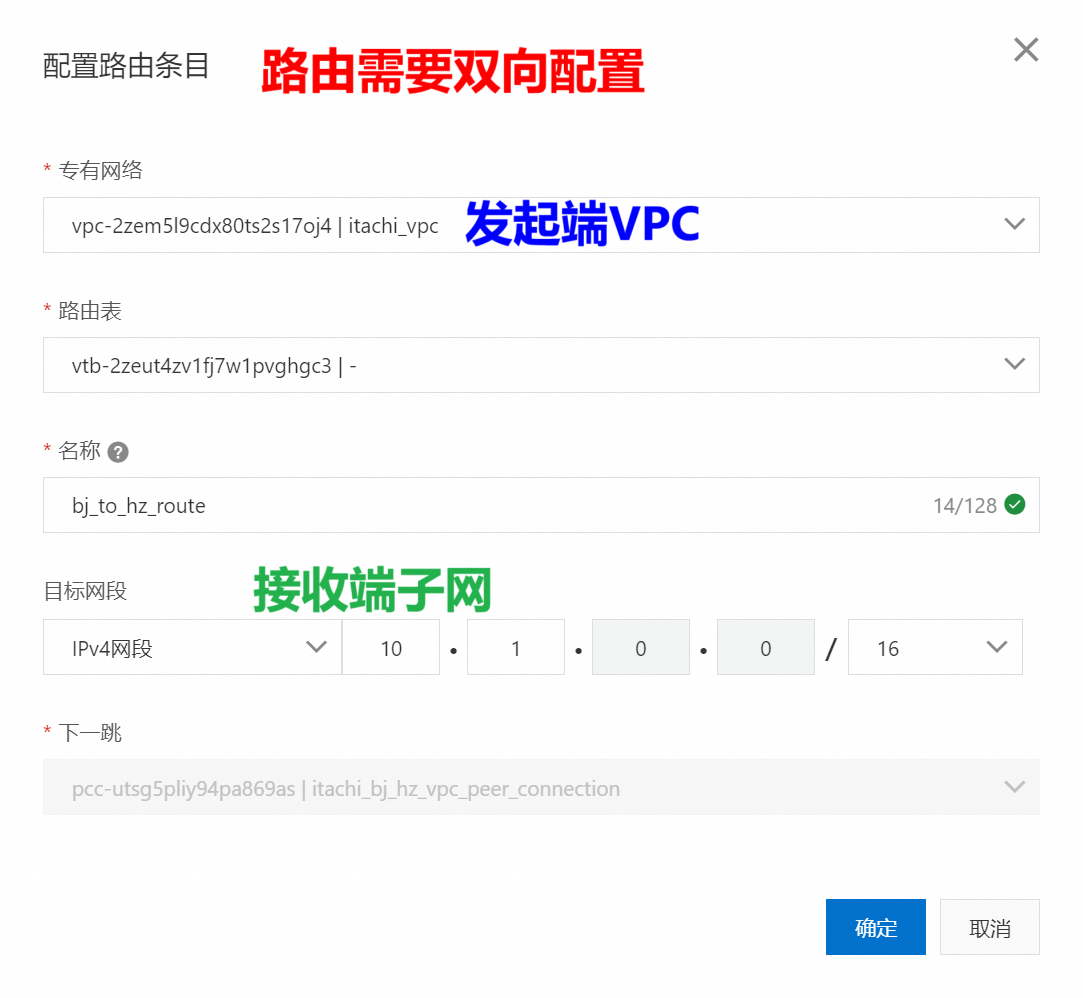 配置路由条目 路由需要双向配置
* 专有网络
vpc-2zem5l9cdx80ts2s17oj4 | itachi_vpc 发起端VPC
* 路由表
vtb-2zeut4zv1fj7w1pvghgc3 | -
* 名称 ?
bj_to_hz_route 14/128
目标网段 接收端子网
IPv4网段 10 . 1 . 0 . 0 / 16
* 下一跳
pcc-utsg5pliy94pa869as | itachi_bj_hz_vpc_peer_connection
确定 取消